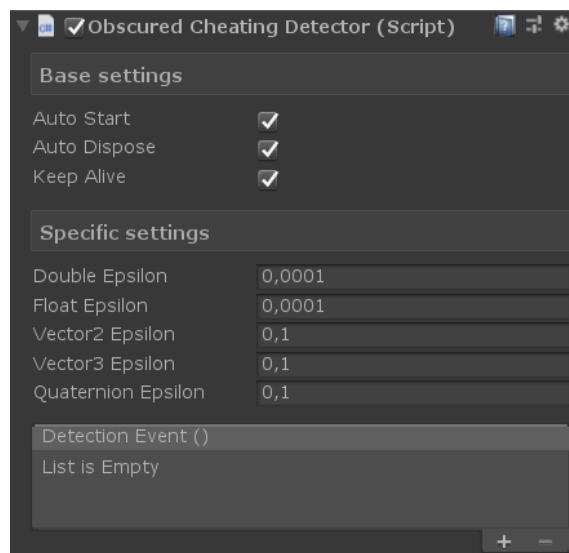 Obscured Cheating Detector (Script)
Base settings
Auto Start
Auto Dispose
Keep Alive
Specific settings
Double Epsilon 0,0001
Float Epsilon 0,0001
Vector2 Epsilon 0,1
Vector3 Epsilon 0,1
Quaternion Epsilon 0,1
Detection Event ()
List is Empty